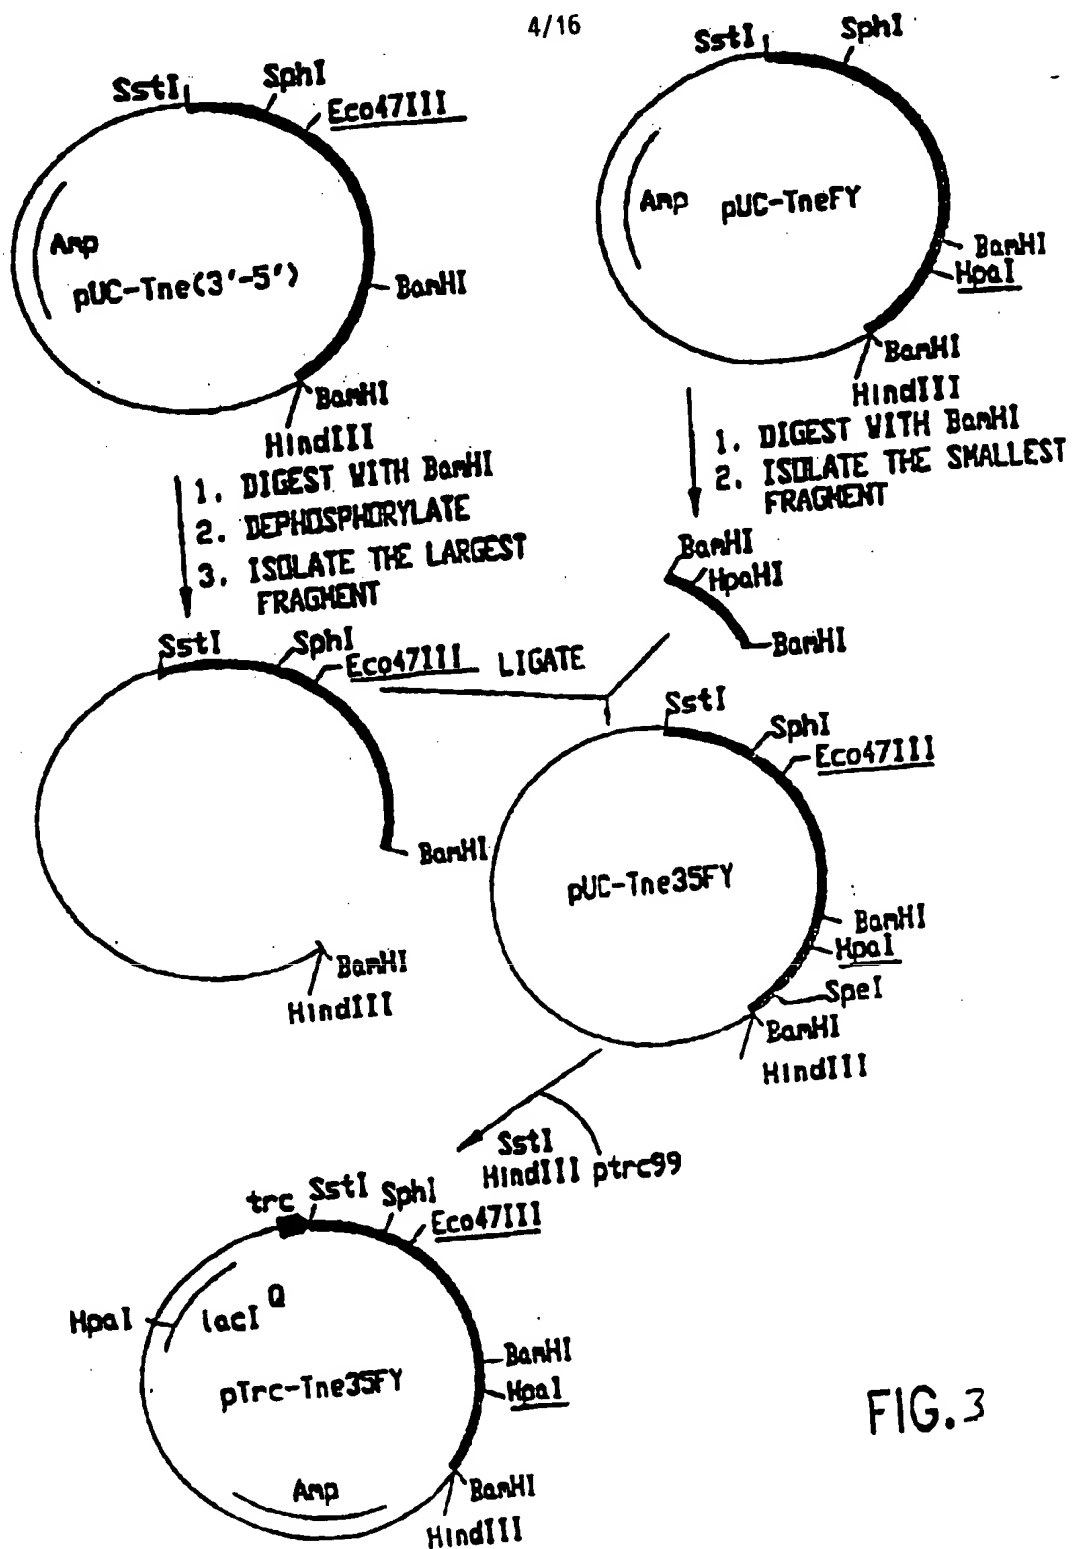 4/16
SstI
SphI
Eco47III
Amp
pUC-Tne(3'-5')
BamHI
BamHI
HindIII
SstI
SphI
Amp
pUC-TneFY
BamHI
HpaI
BamHI
HindIII
1. DIGEST WITH BamHI
2. DEPHOSPHORYLATE
3. ISOLATE THE LARGEST
FRAGMENT
1. DIGEST WITH BamHI
2. ISOLATE THE SMALLEST
FRAGMENT
BamHI
HpaHI
BamHI
SstI
SphI
Eco47III
LIGATE
BamHI
BamHI
HindIII
SstI
SphI
Eco47III
pUC-Tne35FY
BamHI
HpaI
SpeI
BamHI
HindIII
SstI
HindIII ptrc99
trc
SstI
SphI
Eco47III
HpaI
lacI Q
pTrc-Tne35FY
BamHI
HpaI
Amp
BamHI
HindIII
FIG.3